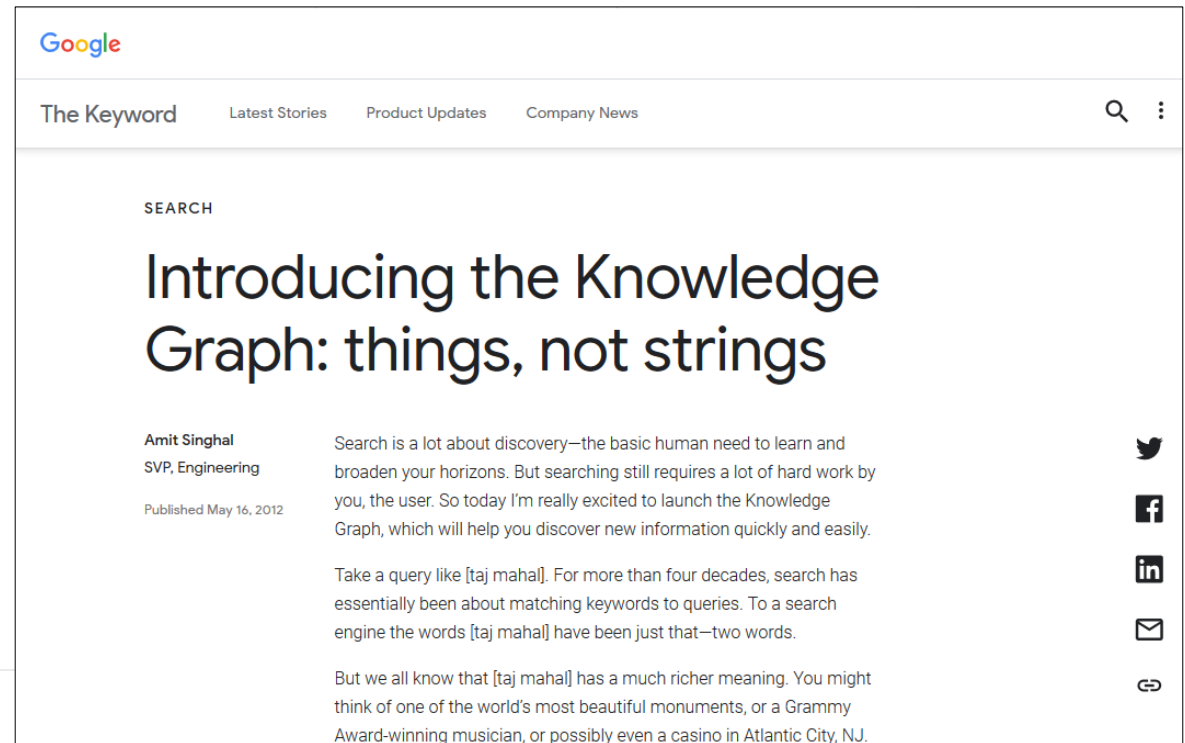 Google
The Keyword Latest Stories Product Updates Company News
SEARCH
Introducing the Knowledge
Graph: things, not strings
Amit Singhal
SVP, Engineering
Published May 16, 2012
Search is a lot about discovery—the basic human need to learn and
broaden your horizons. But searching still requires a lot of hard work by
you, the user. So today I'm really excited to launch the Knowledge
Graph, which will help you discover new information quickly and easily.
Take a query like [taj mahal]. For more than four decades, search has
essentially been about matching keywords to queries. To a search
engine the words [taj mahal] have been just that—two words.
But we all know that [taj mahal] has a much richer meaning. You might
think of one of the world's most beautiful monuments, or a Grammy
Award-winning musician, or possibly even a casino in Atlantic City, NJ.